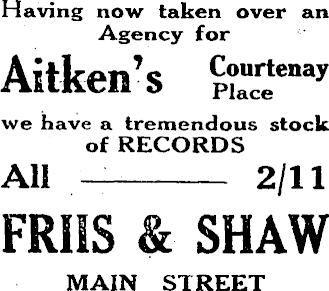 Having now taken over an
Agency for
Aitken's Courtenay
Place
we have a tremendous stock
of RECORDS
All ——— 2/11
FRIIS & SHAW
MAIN STREET